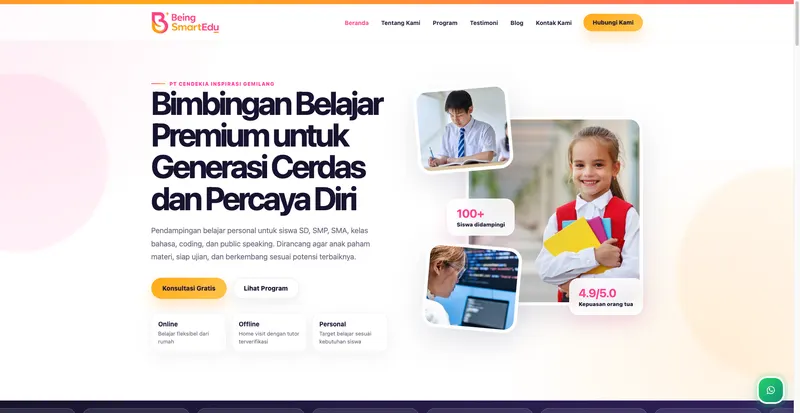 Being
SmartEdu
Beranda
Tentang Kami
Program
Testimoni
Blog
Kontak Kami
Hubungi Kami
PT CENDEKIA INSPIRASI GEMILANG
Bimbingan Belajar
Premium untuk
Generasi Cerdas
dan Percaya Diri
Pendampingan belajar personal untuk siswa SD, SMP, SMA, kelas
bahasa, coding, dan public speaking. Dirancang agar anak paham
materi, siap ujian, dan berkembang sesuai potensi terbaiknya.
Konsultasi Gratis
Lihat Program
Online
Belajar fleksibel dari
rumah
Offline
Home visit dengan tutor
terverifikasi
Personal
Target belajar sesuai
kebutuhan siswa
100+
Siswa didampingi
4.9/5.0
Kepuasan orang tua